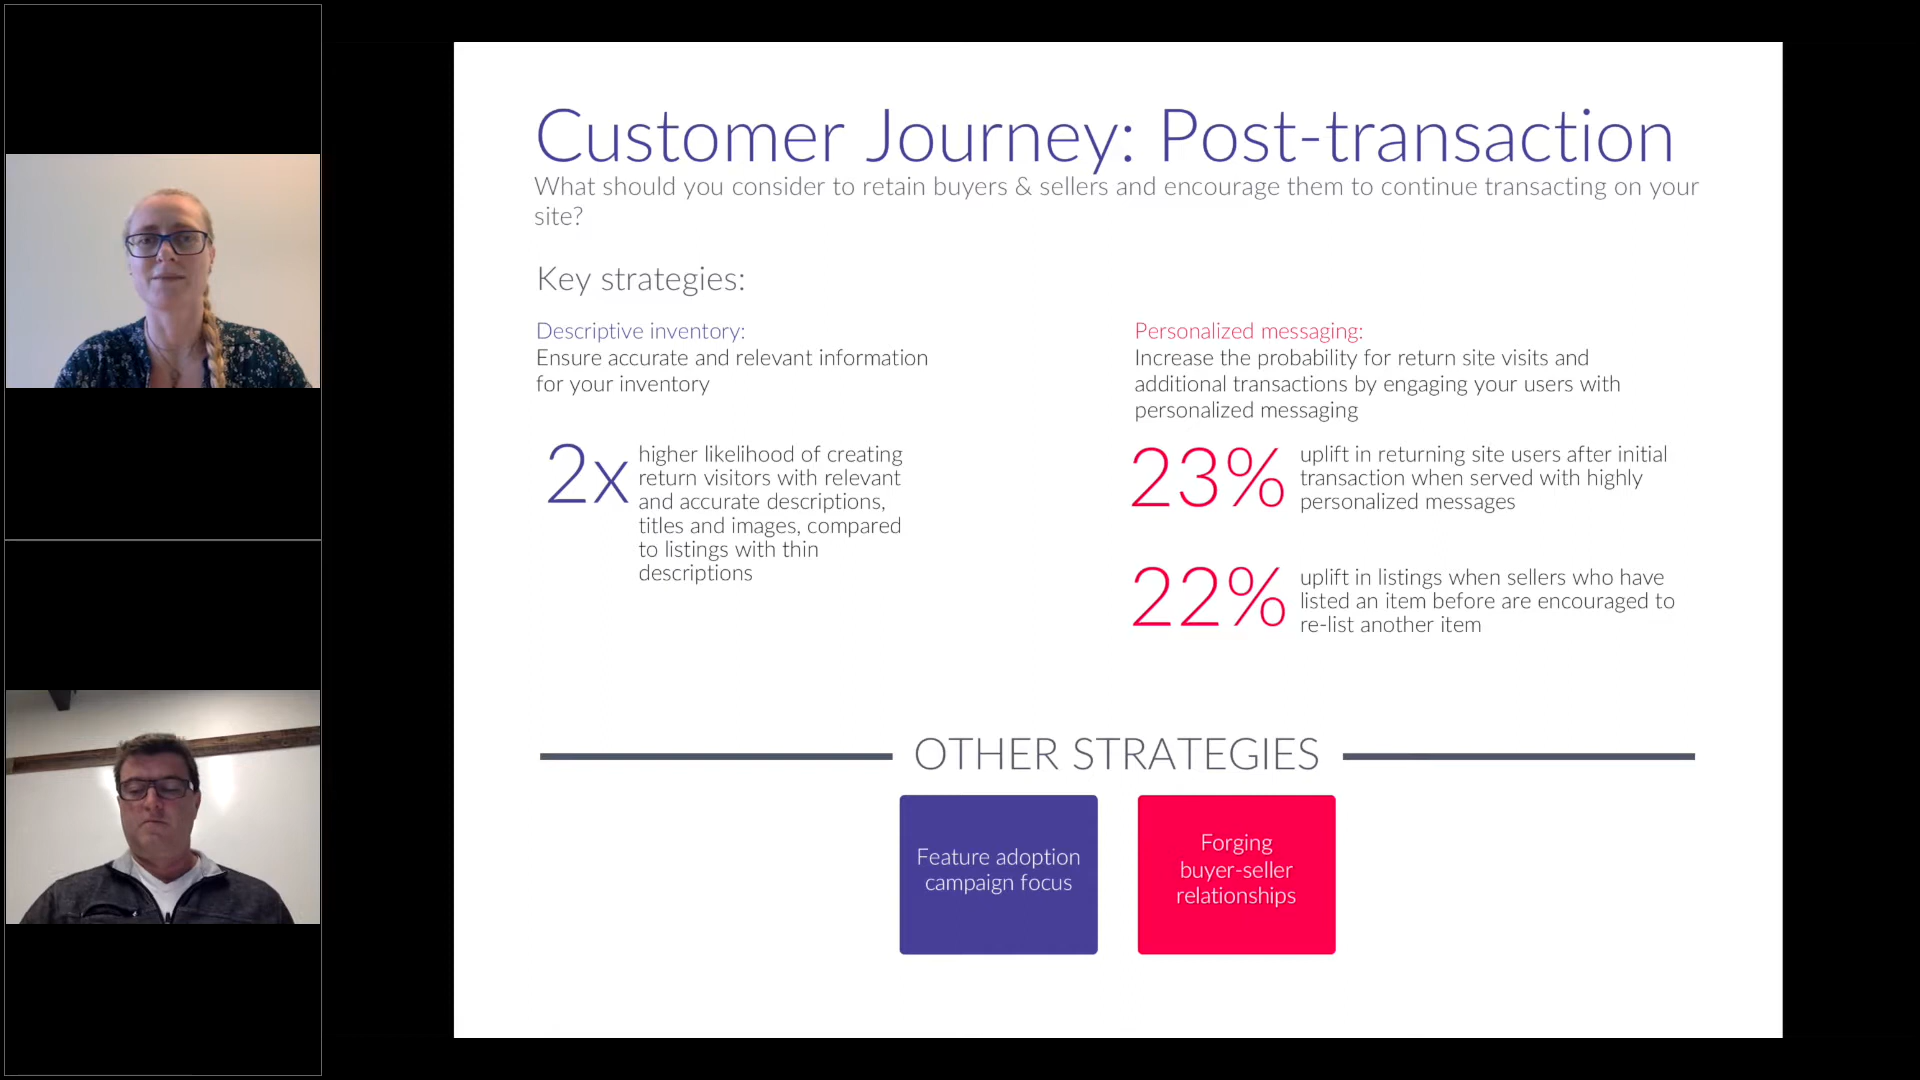 Customer Journey: Post-transaction
What should you consider to retain buyers & sellers and encourage them to continue transacting on your
site?
Key strategies:
Descriptive inventory:
Ensure accurate and relevant information
for your inventory
2x
higher likelihood of creating
return visitors with relevant
and accurate descriptions,
titles and images, compared
to listings with thin
descriptions
Personalized messaging:
Increase the probability for return site visits and
additional transactions by engaging your users with
personalized messaging
23%
uplift in returning site users after initial
transaction when served with highly
personalized messages
22%
uplift in listings when sellers who have
listed an item before are encouraged to
re-list another item
OTHER STRATEGIES
Feature adoption
campaign focus
Forging
buyer-seller
relationships